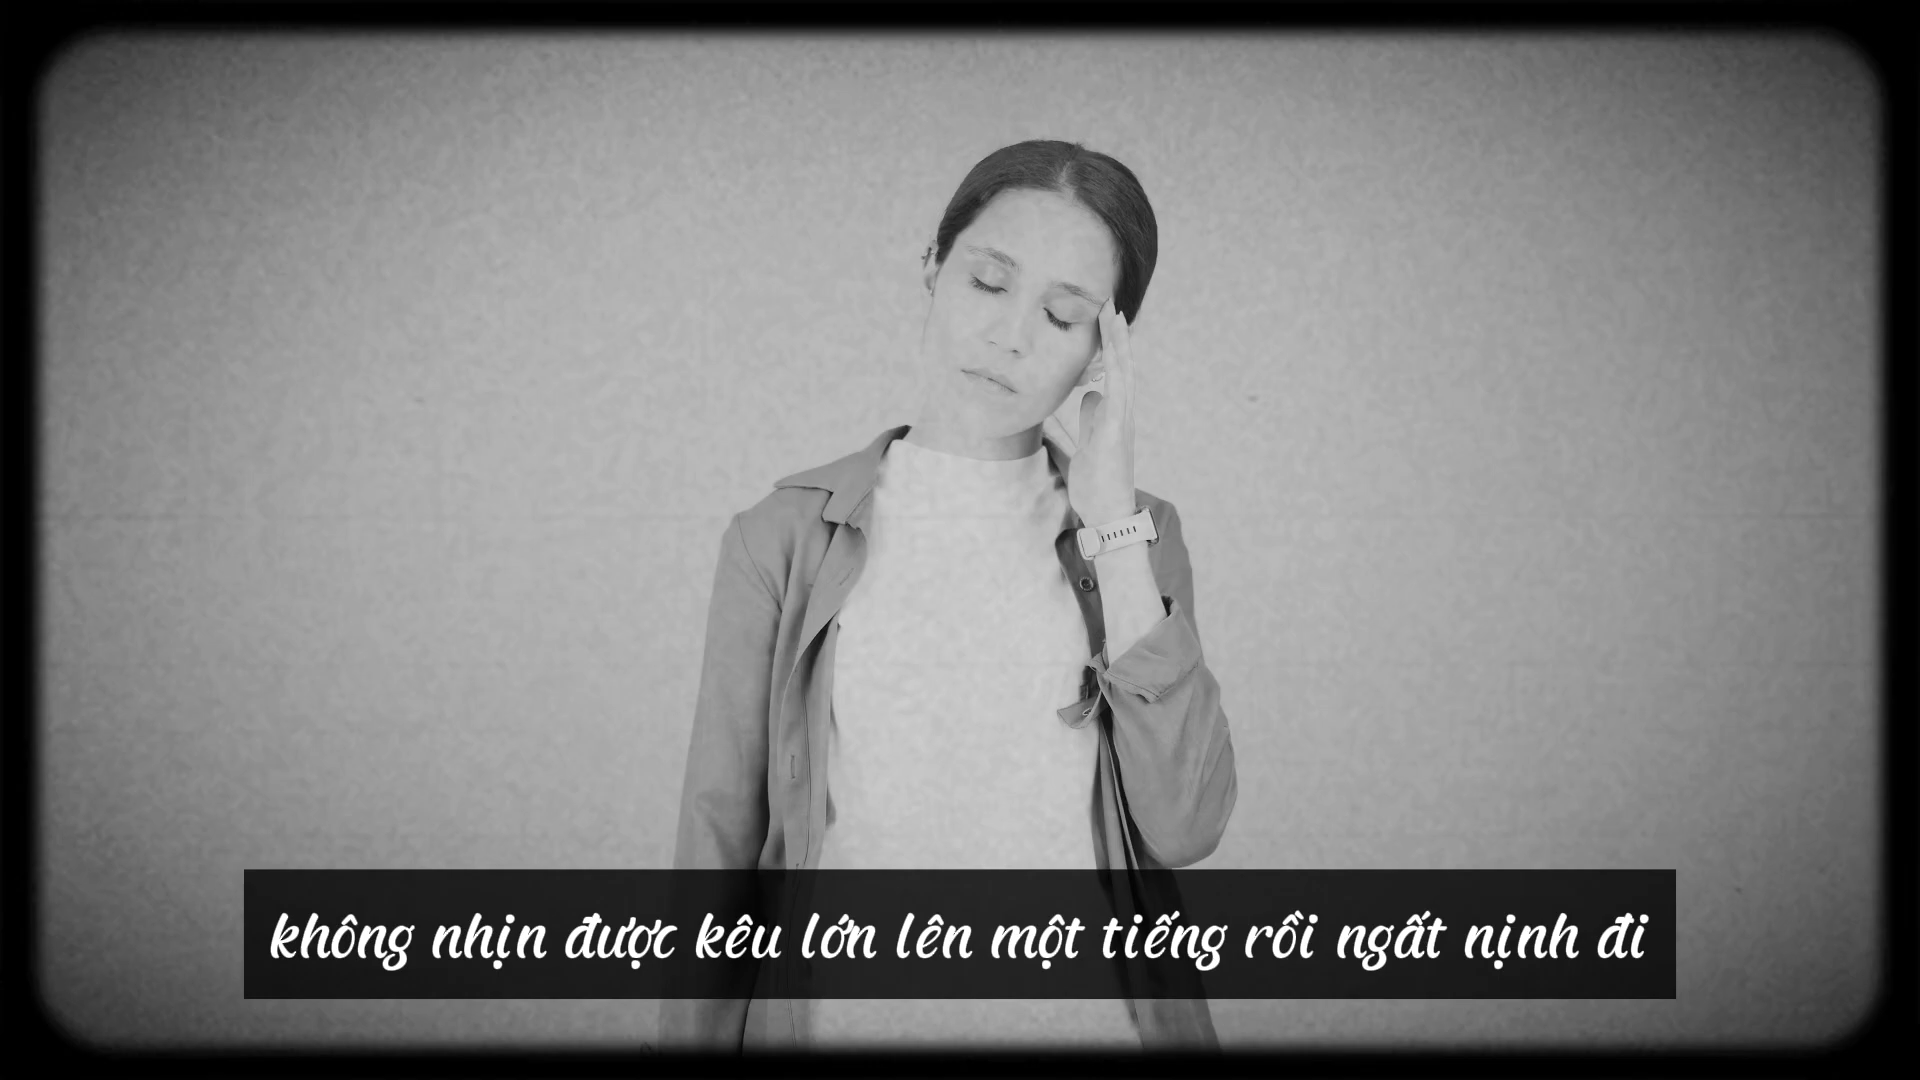 không nhịn được kêu lớn lên một tiếng rồi ngất nịnh đi